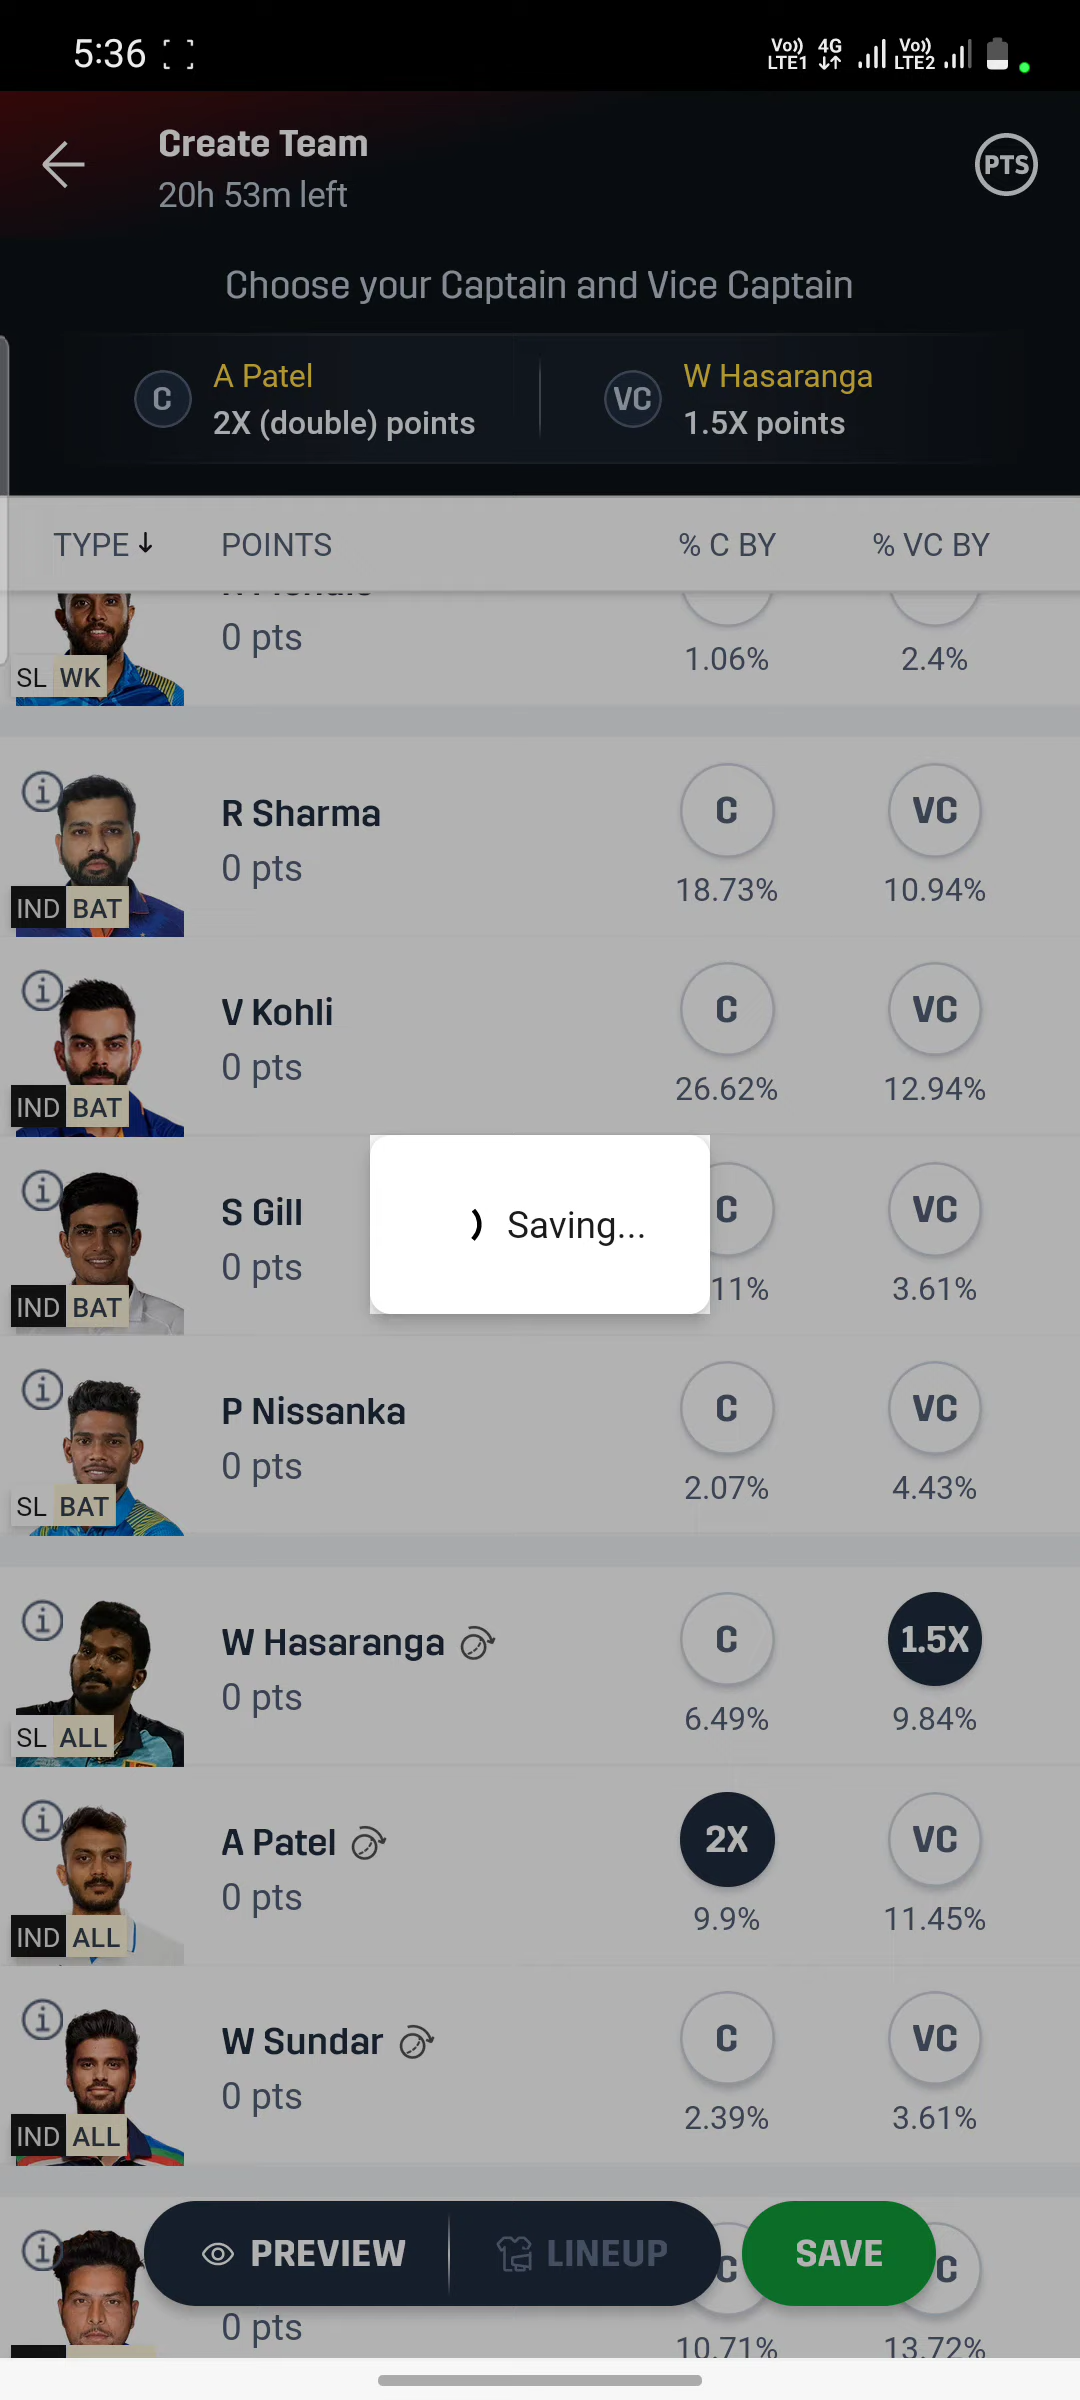 5:36
Vo)) LTE1 4G Vo)) LTE2
Create Team
20h 53m left
PTS
Choose your Captain and Vice Captain
C A Patel
2X (double) points
VC W Hasaranga
1.5X points
TYPE POINTS % C BY % VC BY
0 pts
1.06% 2.4%
SL WK
R Sharma C VC
0 pts
18.73% 10.94%
IND BAT
V Kohli C VC
0 pts
26.62% 12.94%
IND BAT
S Gill C VC
Saving...
0 pts
11% 3.61%
IND BAT
P Nissanka C VC
0 pts
2.07% 4.43%
SL BAT
W Hasaranga C 1.5X
0 pts
6.49% 9.84%
SL ALL
A Patel 2X VC
0 pts
9.9% 11.45%
IND ALL
W Sundar C VC
0 pts
2.39% 3.61%
IND ALL
PREVIEW LINEUP C SAVE C
0 pts
10.71% 13.72%